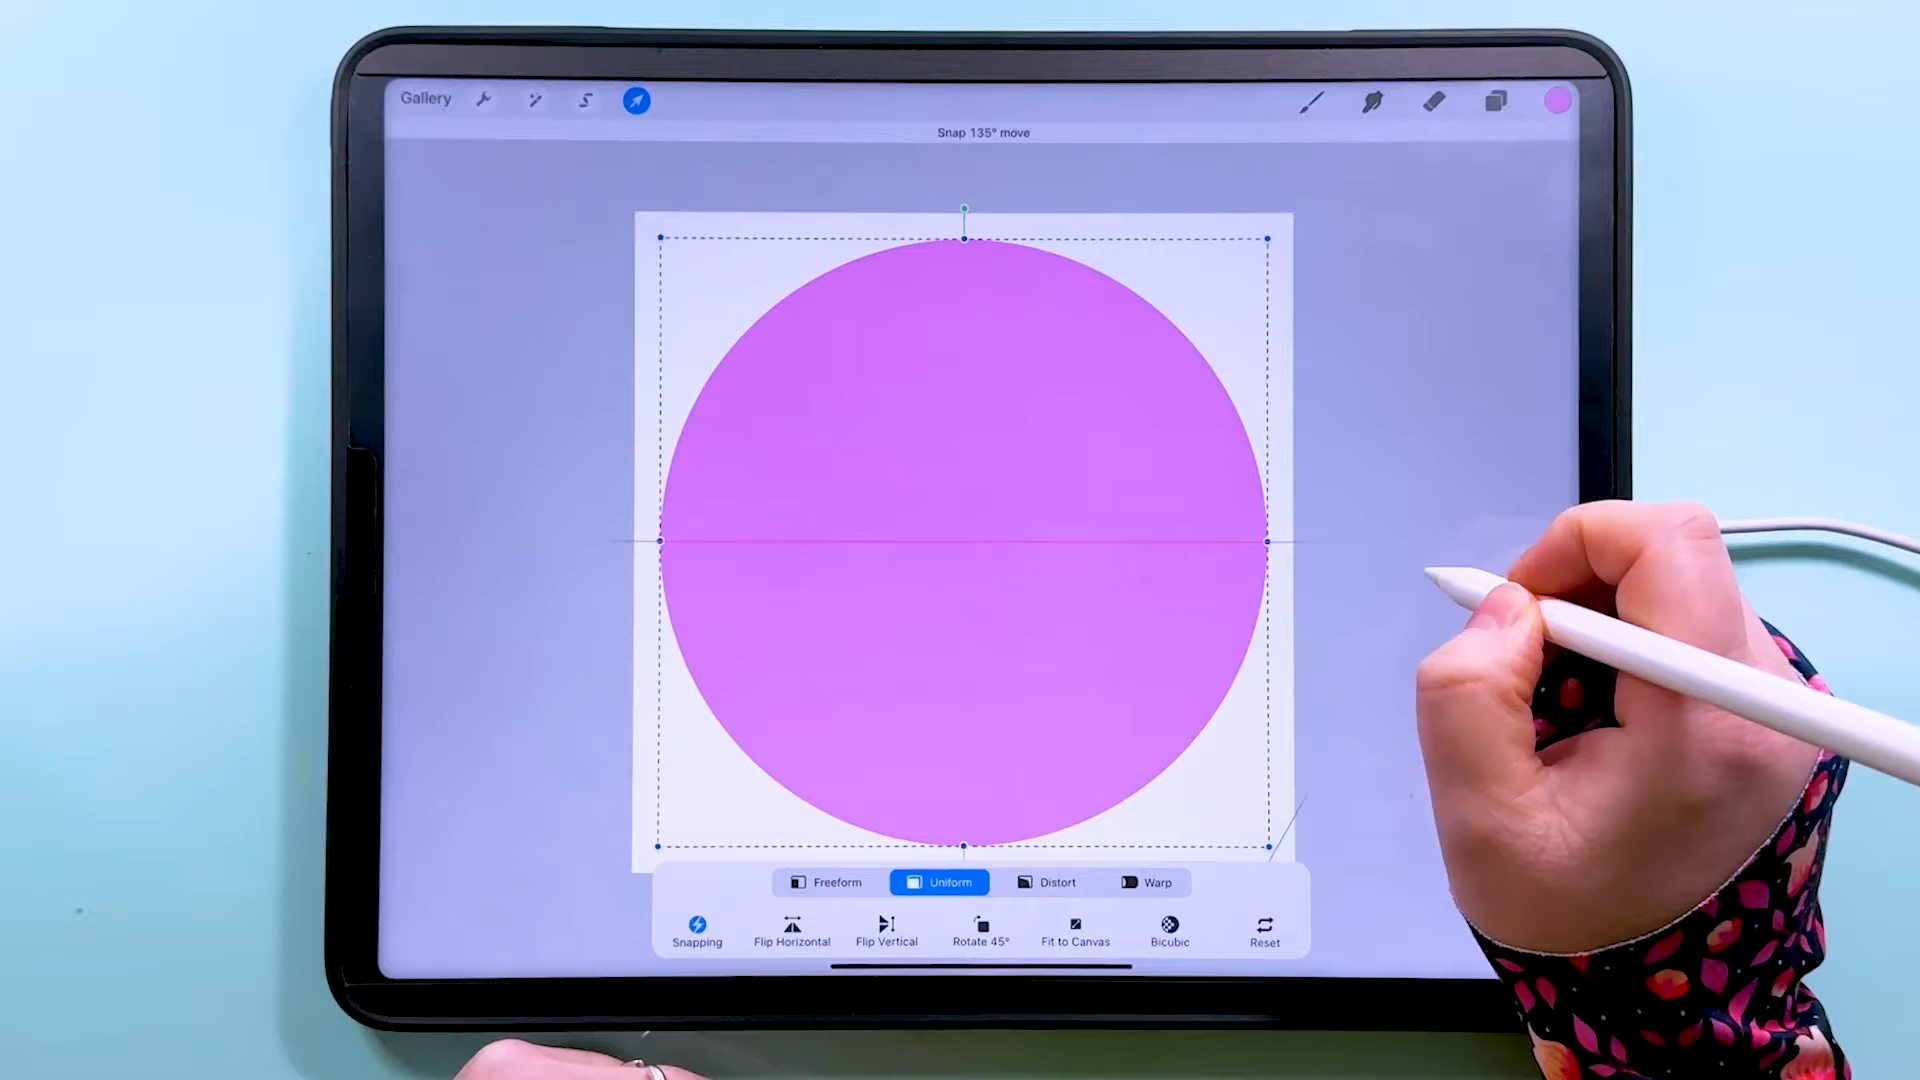 Gallery
Snap 135° move
Freeform Uniform Distort Warp
Snapping Flip Horizontal Flip Vertical Rotate 45° Fit to Canvas Bicubic Reset